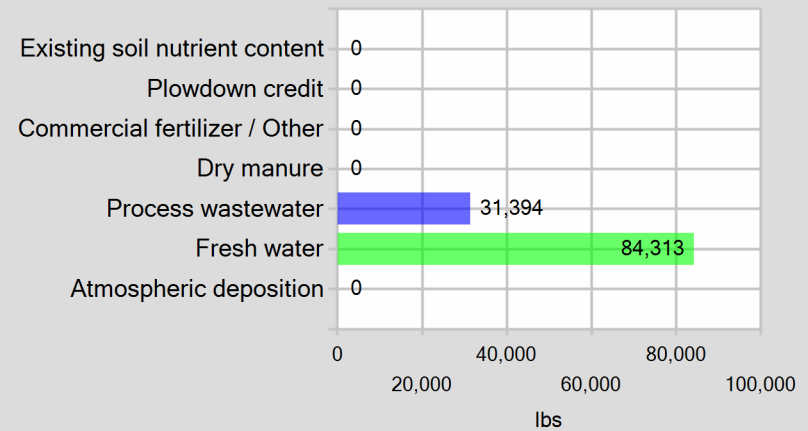 Existing soil nutrient content 0
Plowdown credit 0
Commercial fertilizer / Other 0
Dry manure 0
Process wastewater 31,394
Fresh water 84,313
Atmospheric deposition 0
0 40,000 80,000
20,000 60,000 100,000
lbs